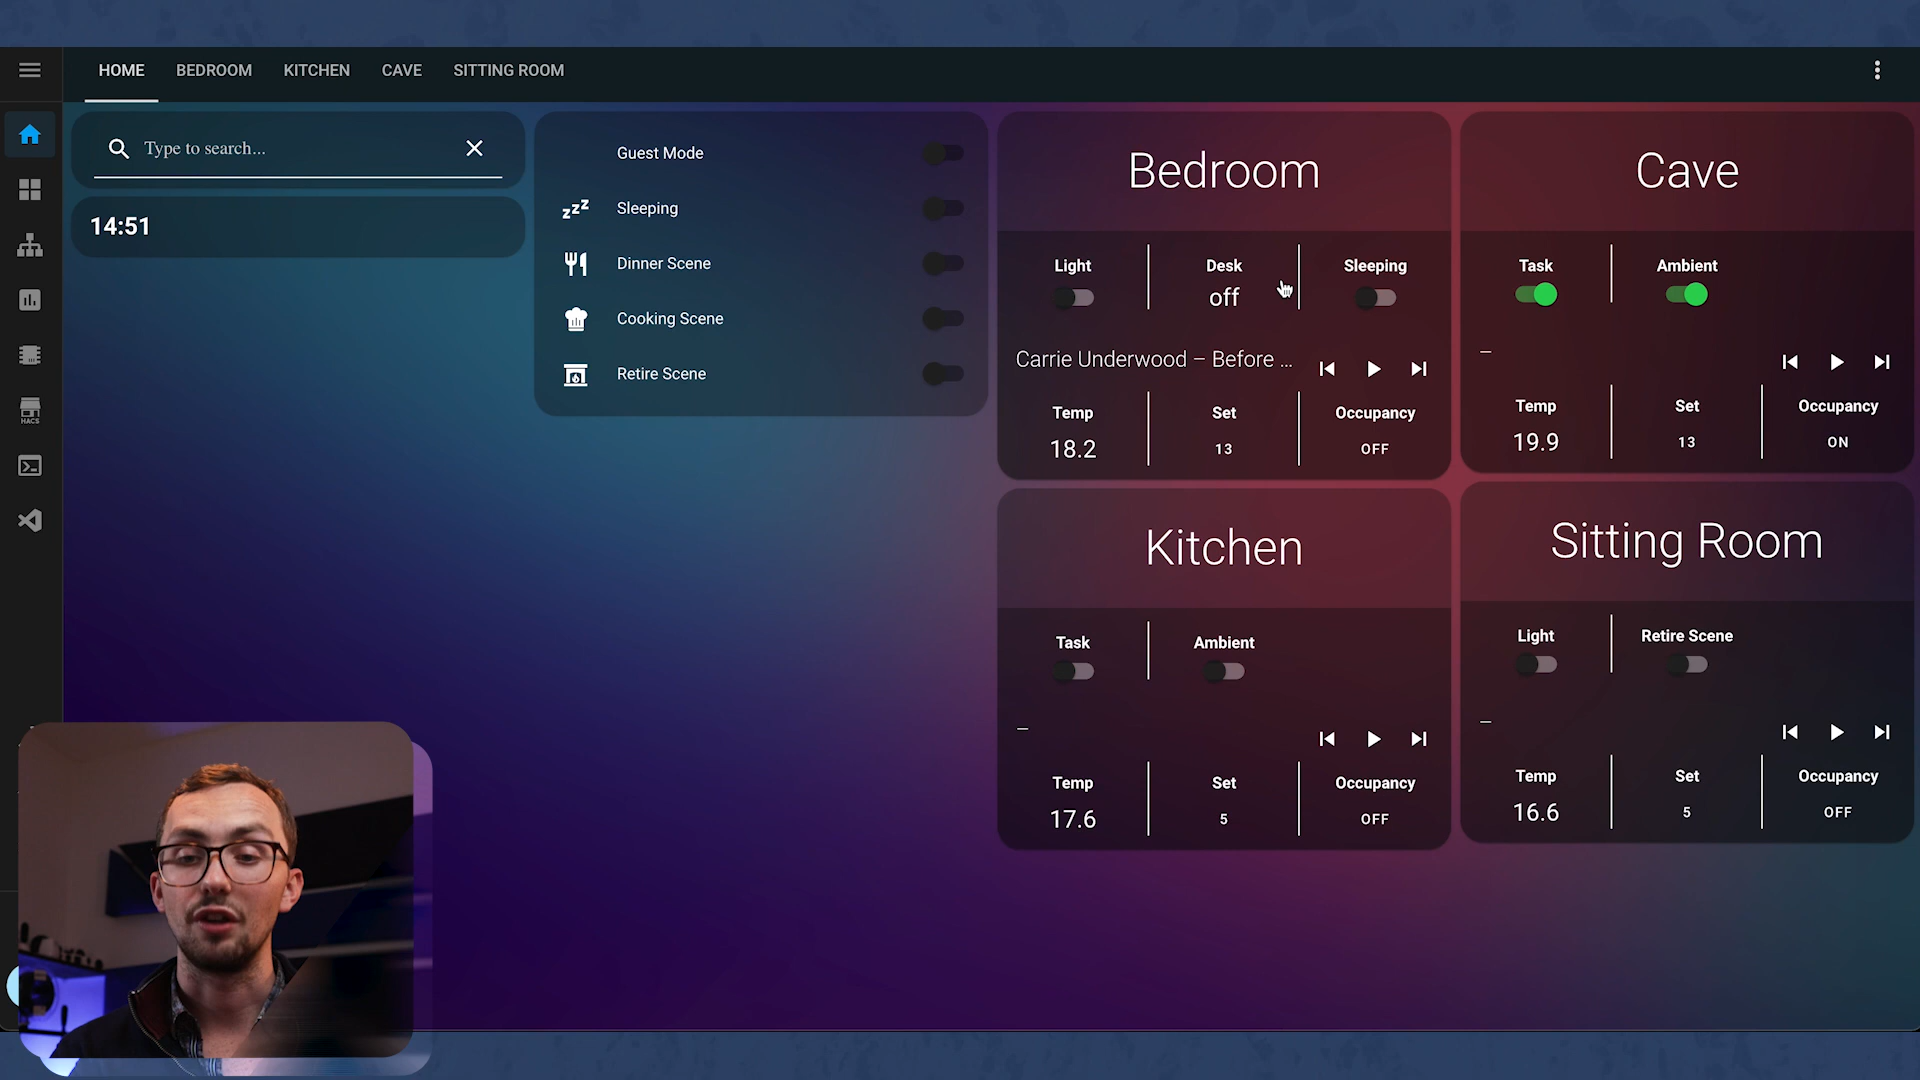 HOME BEDROOM KITCHEN CAVE SITTING ROOM
Type to search...
14:51
HACS
Guest Mode
Sleeping
Dinner Scene
Cooking Scene
Retire Scene
Bedroom
Light Desk Sleeping
off
Carrie Underwood – Before ...
Temp Set Occupancy
18.2 13 OFF
Cave
Task Ambient
–
Temp Set Occupancy
19.9 13 ON
Kitchen
Task Ambient
–
Temp Set Occupancy
17.6 5 OFF
Sitting Room
Light Retire Scene
–
Temp Set Occupancy
16.6 5 OFF